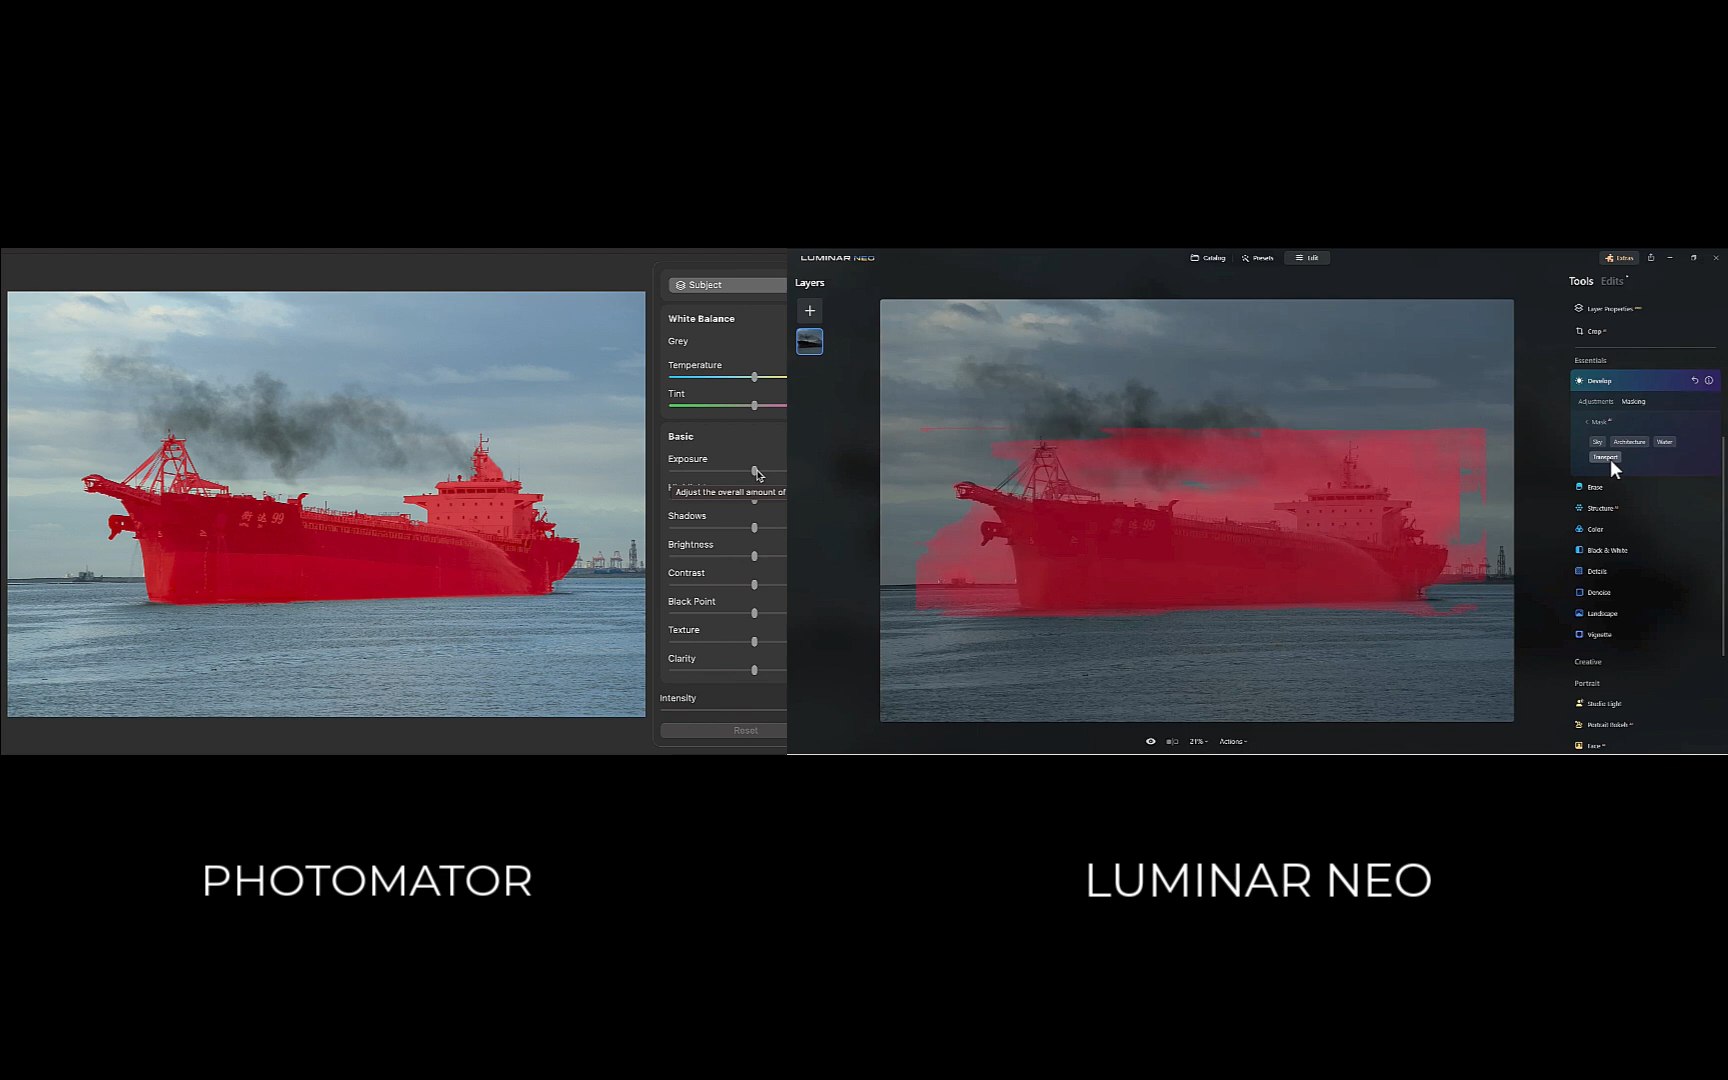 Subject
White Balance
Grey
Temperature
Tint
Basic
Exposure
Adjust the overall amount of
Shadows
Brightness
Contrast
Black Point
Texture
Clarity
Intensity
Reset
LUMINAR NEO
Catalog
Presets
Edit
Extras
Layers
Tools Edits
Layer Properties
Crop
Essentials
Develop
Adjustments Masking
Mask
Sky Architecture Water
Transport
Erase
Structure
Color
Black & White
Details
Denoise
Landscape
Vignette
Creative
Portrait
Studio Light
Portrait Bokeh
Face
21%
Actions
PHOTOMATOR
LUMINAR NEO